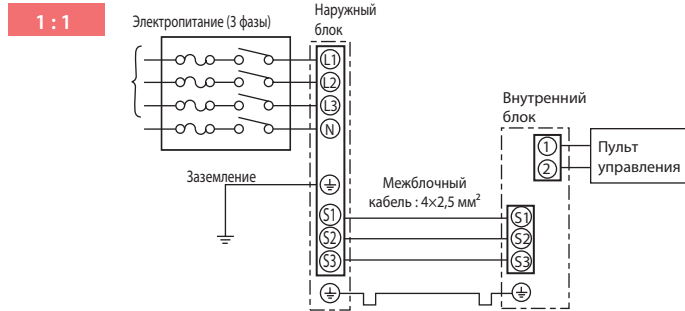 1 : 1
Электропитание (3 фазы)
Наружный
блок
L1
L2
L3
N
Заземление
S1
S2
S3
Межблочный
кабель : 4×2,5 мм²
Внутренний
блок
1
2
Пульт
управления
S1
S2
S3